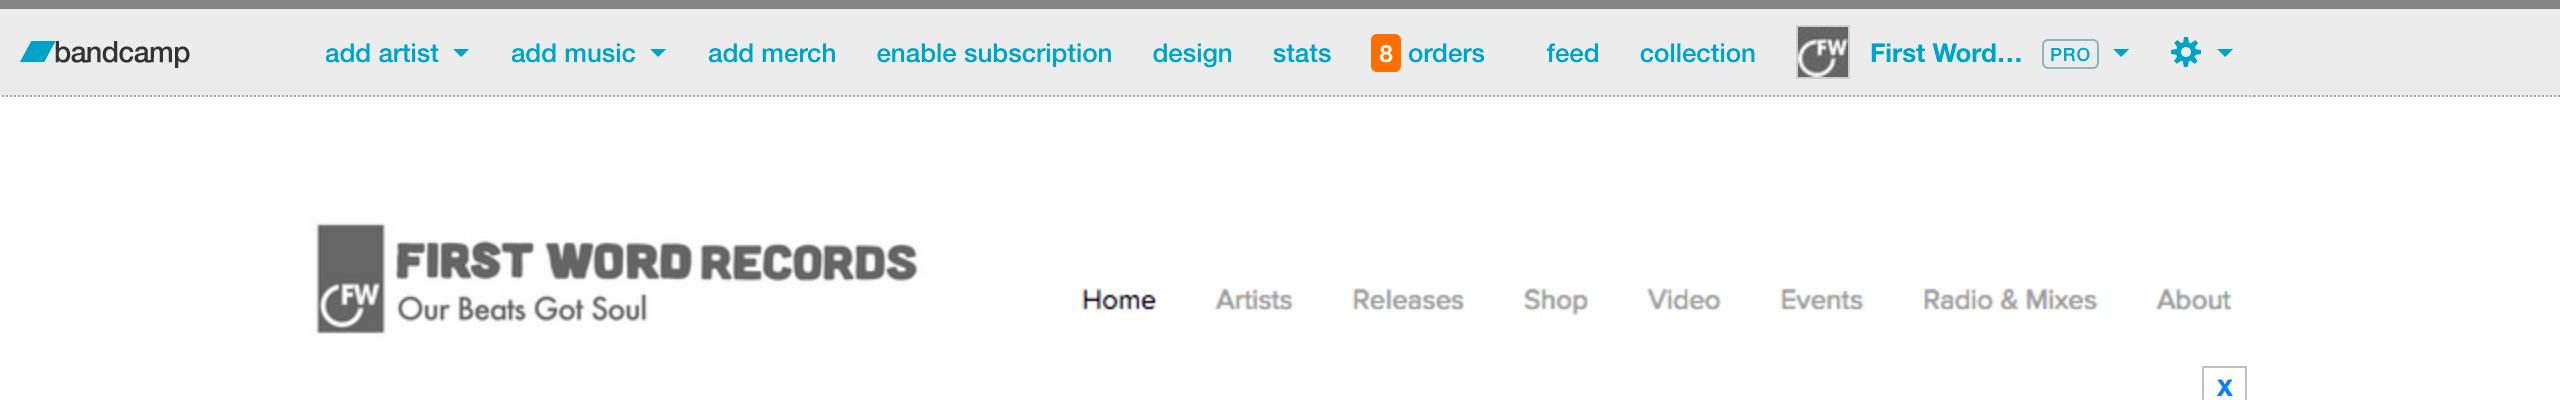 bandcamp add artist add music add merch enable subscription design stats 8 orders feed collection FW First Word... PRO
FIRST WORD RECORDS
FW Our Beats Got Soul
Home Artists Releases Shop Video Events Radio & Mixes About
x